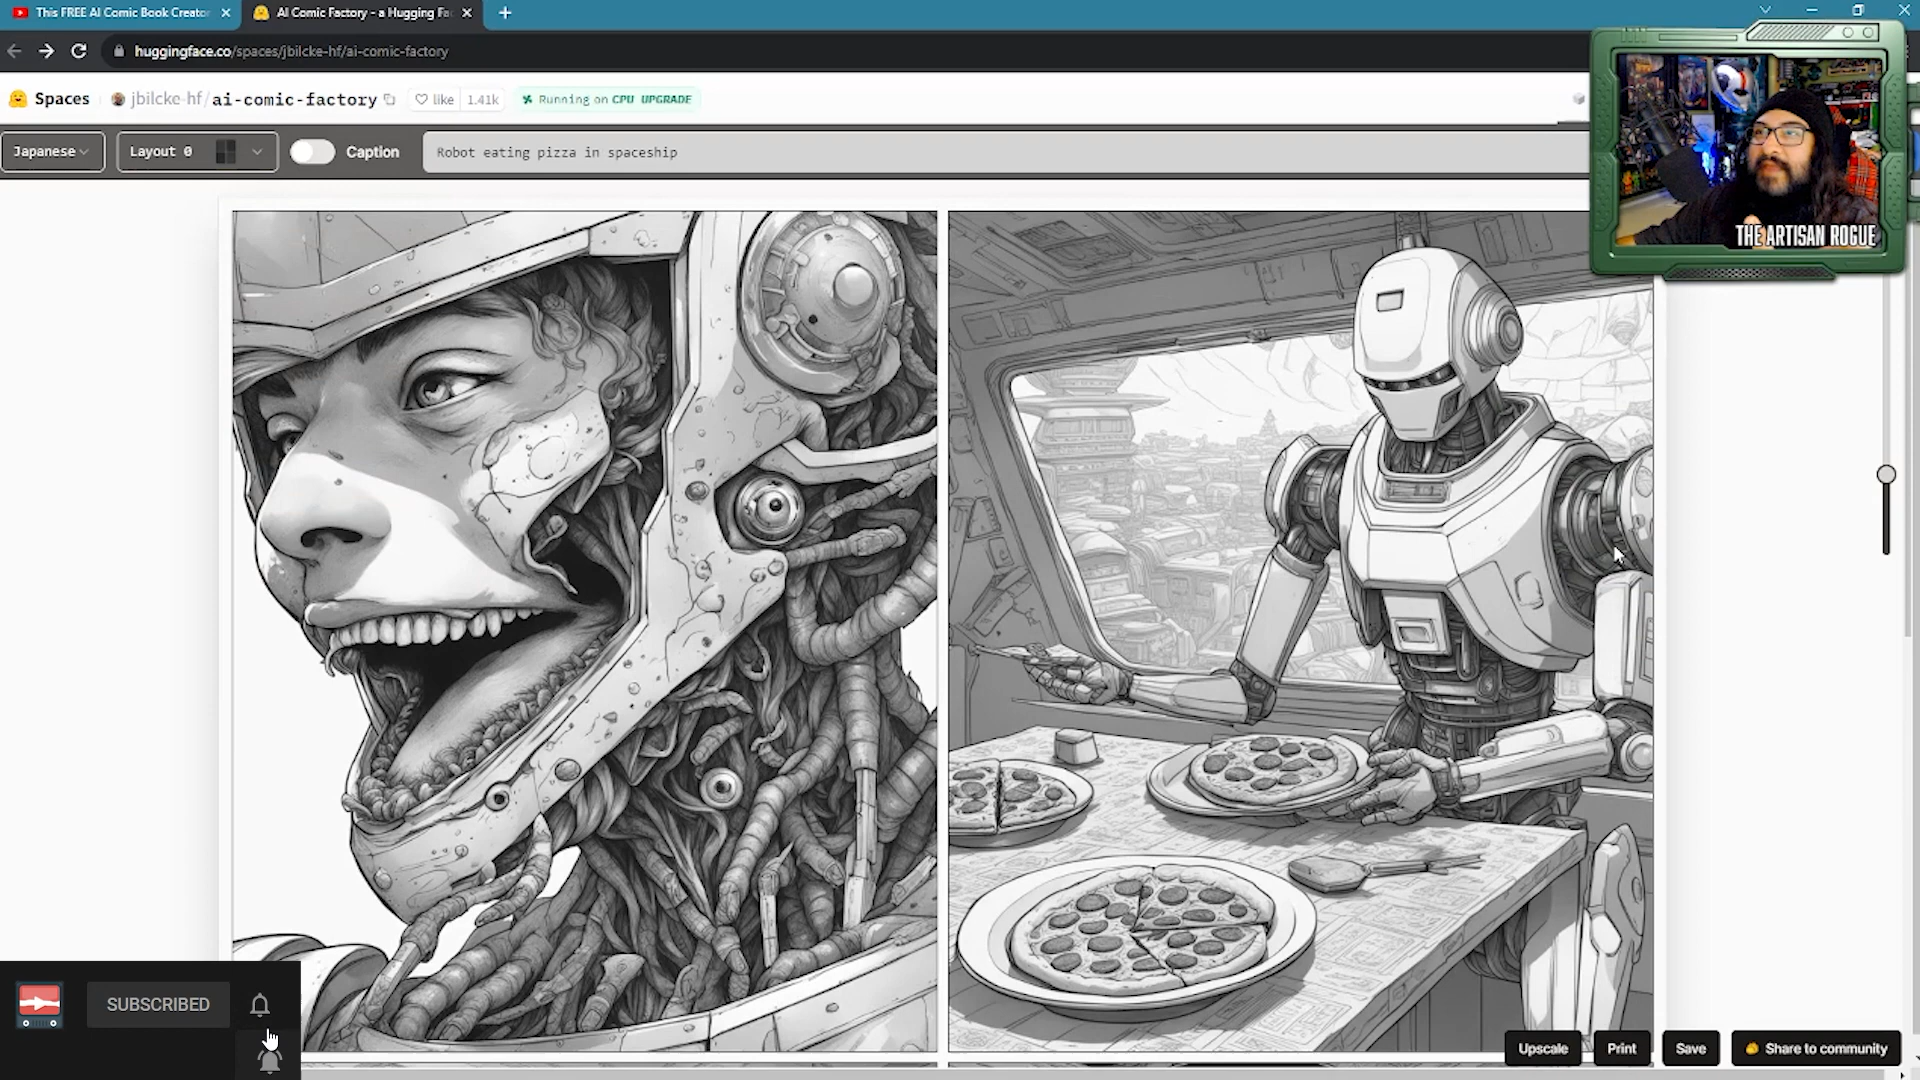 This FREE AI Comic Book Creator
AI Comic Factory - a Hugging Fa
huggingface.co/spaces/jbilcke-hf/ai-comic-factory
Spaces
jbilcke-hf/ai-comic-factory
like
1.41k
Running on CPU UPGRADE
Japanese
Layout 0
Caption
Robot eating pizza in spaceship
THE ARTISAN ROGUE
SUBSCRIBED
Upscale
Print
Save
Share to community